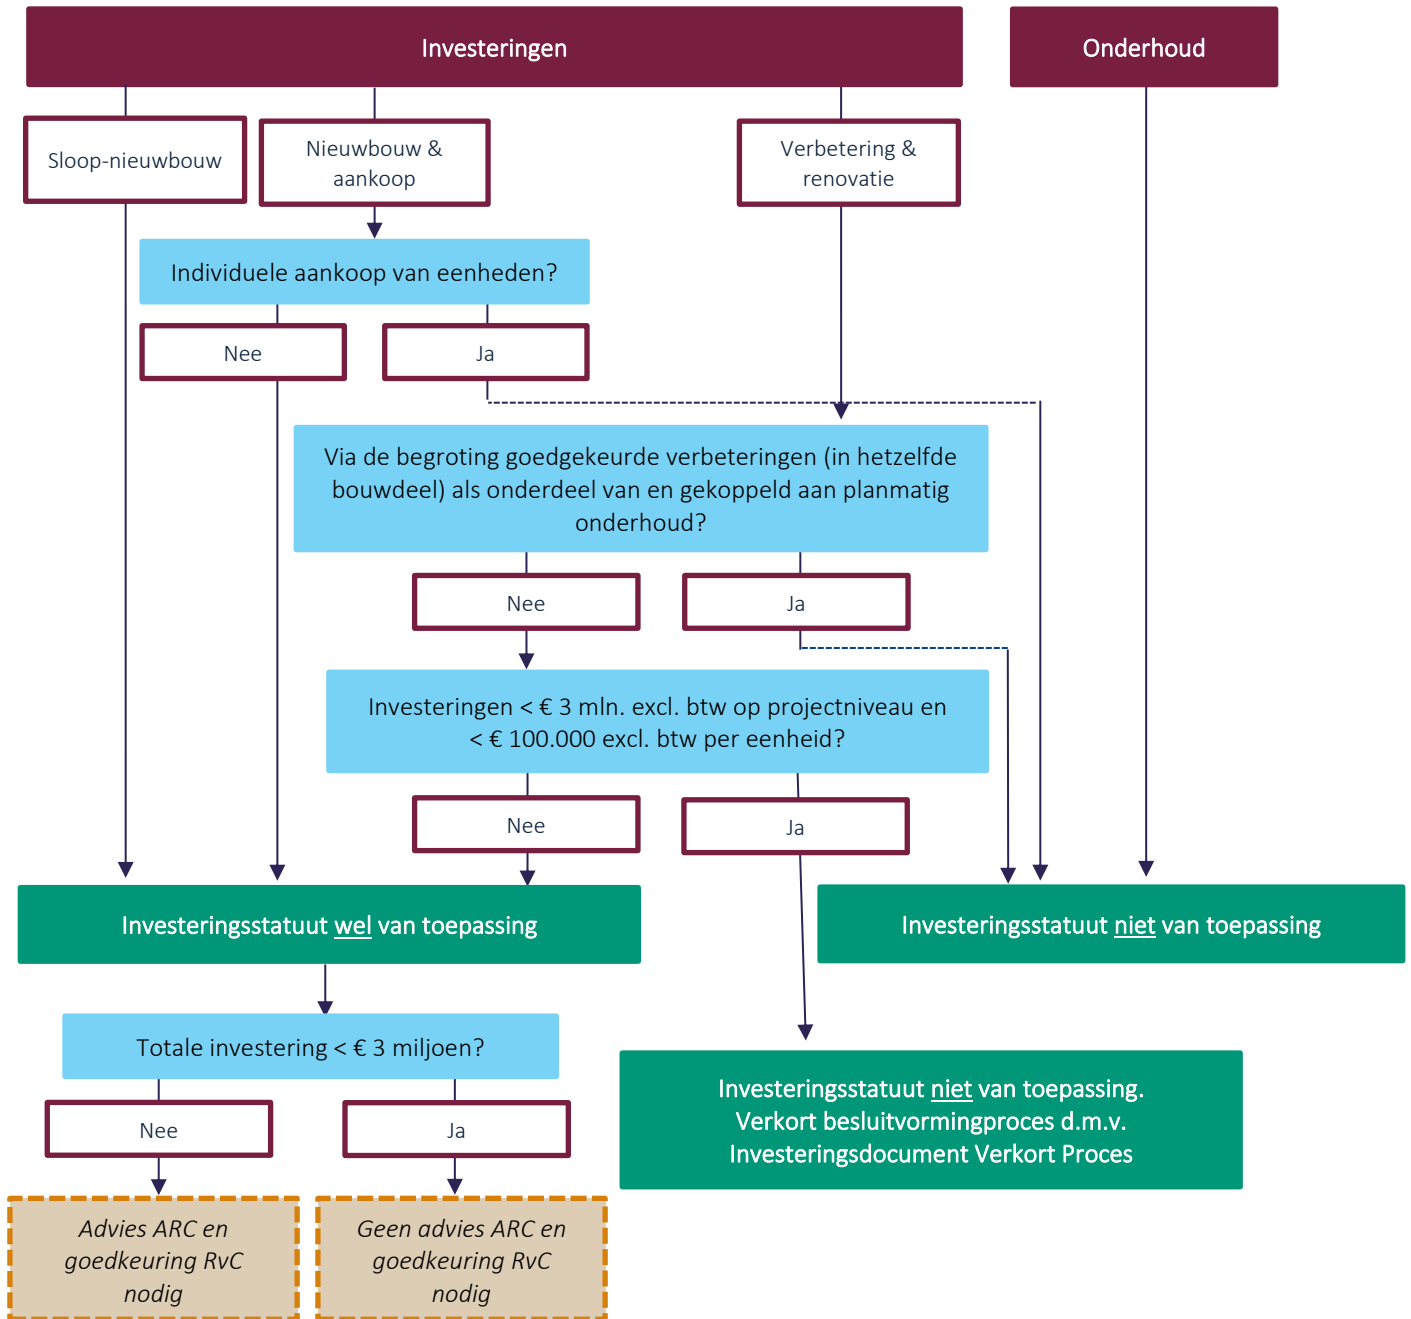 Investeringen
Onderhoud
Sloop-nieuwbouw
Nieuwbouw &
aankoop
Verbetering &
renovatie
Individuele aankoop van eenheden?
Nee
Ja
Via de begroting goedgekeurde verbeteringen (in hetzelfde
bouwdeel) als onderdeel van en gekoppeld aan planmatig
onderhoud?
Nee
Ja
Investeringen < € 3 mln. excl. btw op projectniveau en
< € 100.000 excl. btw per eenheid?
Nee
Ja
Investeringsstatuut wel van toepassing
Investeringsstatuut niet van toepassing
Totale investering < € 3 miljoen?
Nee
Ja
Investeringsstatuut niet van toepassing.
Verkort besluitvormingproces d.m.v.
Investeringsdocument Verkort Proces
Advies ARC en
goedkeuring RvC
nodig
Geen advies ARC en
goedkeuring RvC
nodig